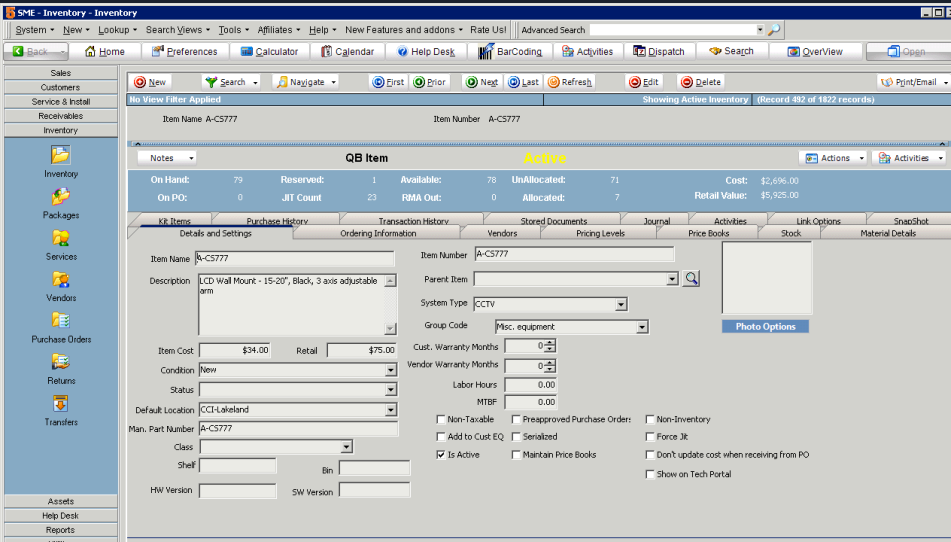 SME - Inventory - Inventory
System New Lookup Search Views Tools Affiliates Help New Features and addons Rate Us! Advanced Search
Back Home Preferences Calculator Calendar Help Desk BarCoding Activities Dispatch Search OverView Open
Sales
Customers
Service & Install
Receivables
Inventory
Inventory
Packages
Services
Vendors
Purchase Orders
Returns
Transfers
Assets
Help Desk
Reports
New Search Navigate First Prior Next Last Refresh Edit Delete Print/Email
No View Filter Applied Showing Active Inventory (Record 492 of 1822 records)
Item Name A-CS777 Item Number A-CS777
Notes QB Item Active Actions Activities
On Hand: 79 Reserved: 1 Available: 78 UnAllocated: 71 Cost: $2,696.00
On PO: 0 JIT Count 23 RMA Out: 0 Allocated: 7 Retail Value: $5,925.00
Kit Items Purchase History Transaction History Stored Documents Journal Activities Link Options SnapShot
Details and Settings Ordering Information Vendors Pricing Levels Price Books Stock Material Details
Item Name A-CS777 Item Number A-CS777
Description LCD Wall Mount - 15-20", Black, 3 axis adjustable
arm
Parent Item
System Type CCTV
Group Code Misc. equipment
Photo Options
Item Cost $34.00 Retail $75.00 Cust. Warranty Months 0
Condition New Vendor Warranty Months 0
Status Labor Hours 0.00
MTBF 0.00
Default Location CCI-Lakeland
Man. Part Number A-CS777
Class
Shelf Bin
HW Version SW Version
Non-Taxable Preapproved Purchase Orders Non-Inventory
Add to Cust EQ Serialized Force Jit
Is Active Maintain Price Books Don't update cost when receiving from PO
Show on Tech Portal